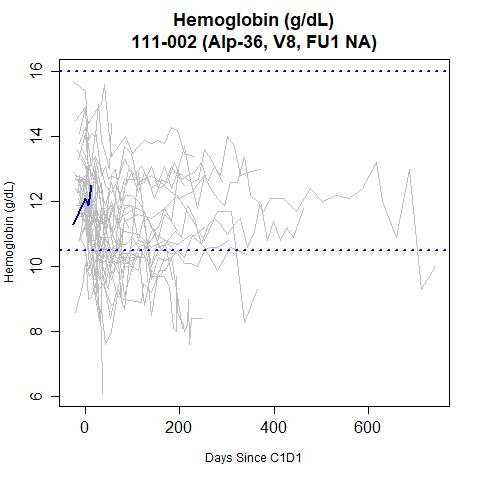 Hemoglobin (g/dL)
111-002 (Alp-36, V8, FU1 NA)
Hemoglobin (g/dL)
16
14
12
10
8
6
0 200 400 600
Days Since C1D1